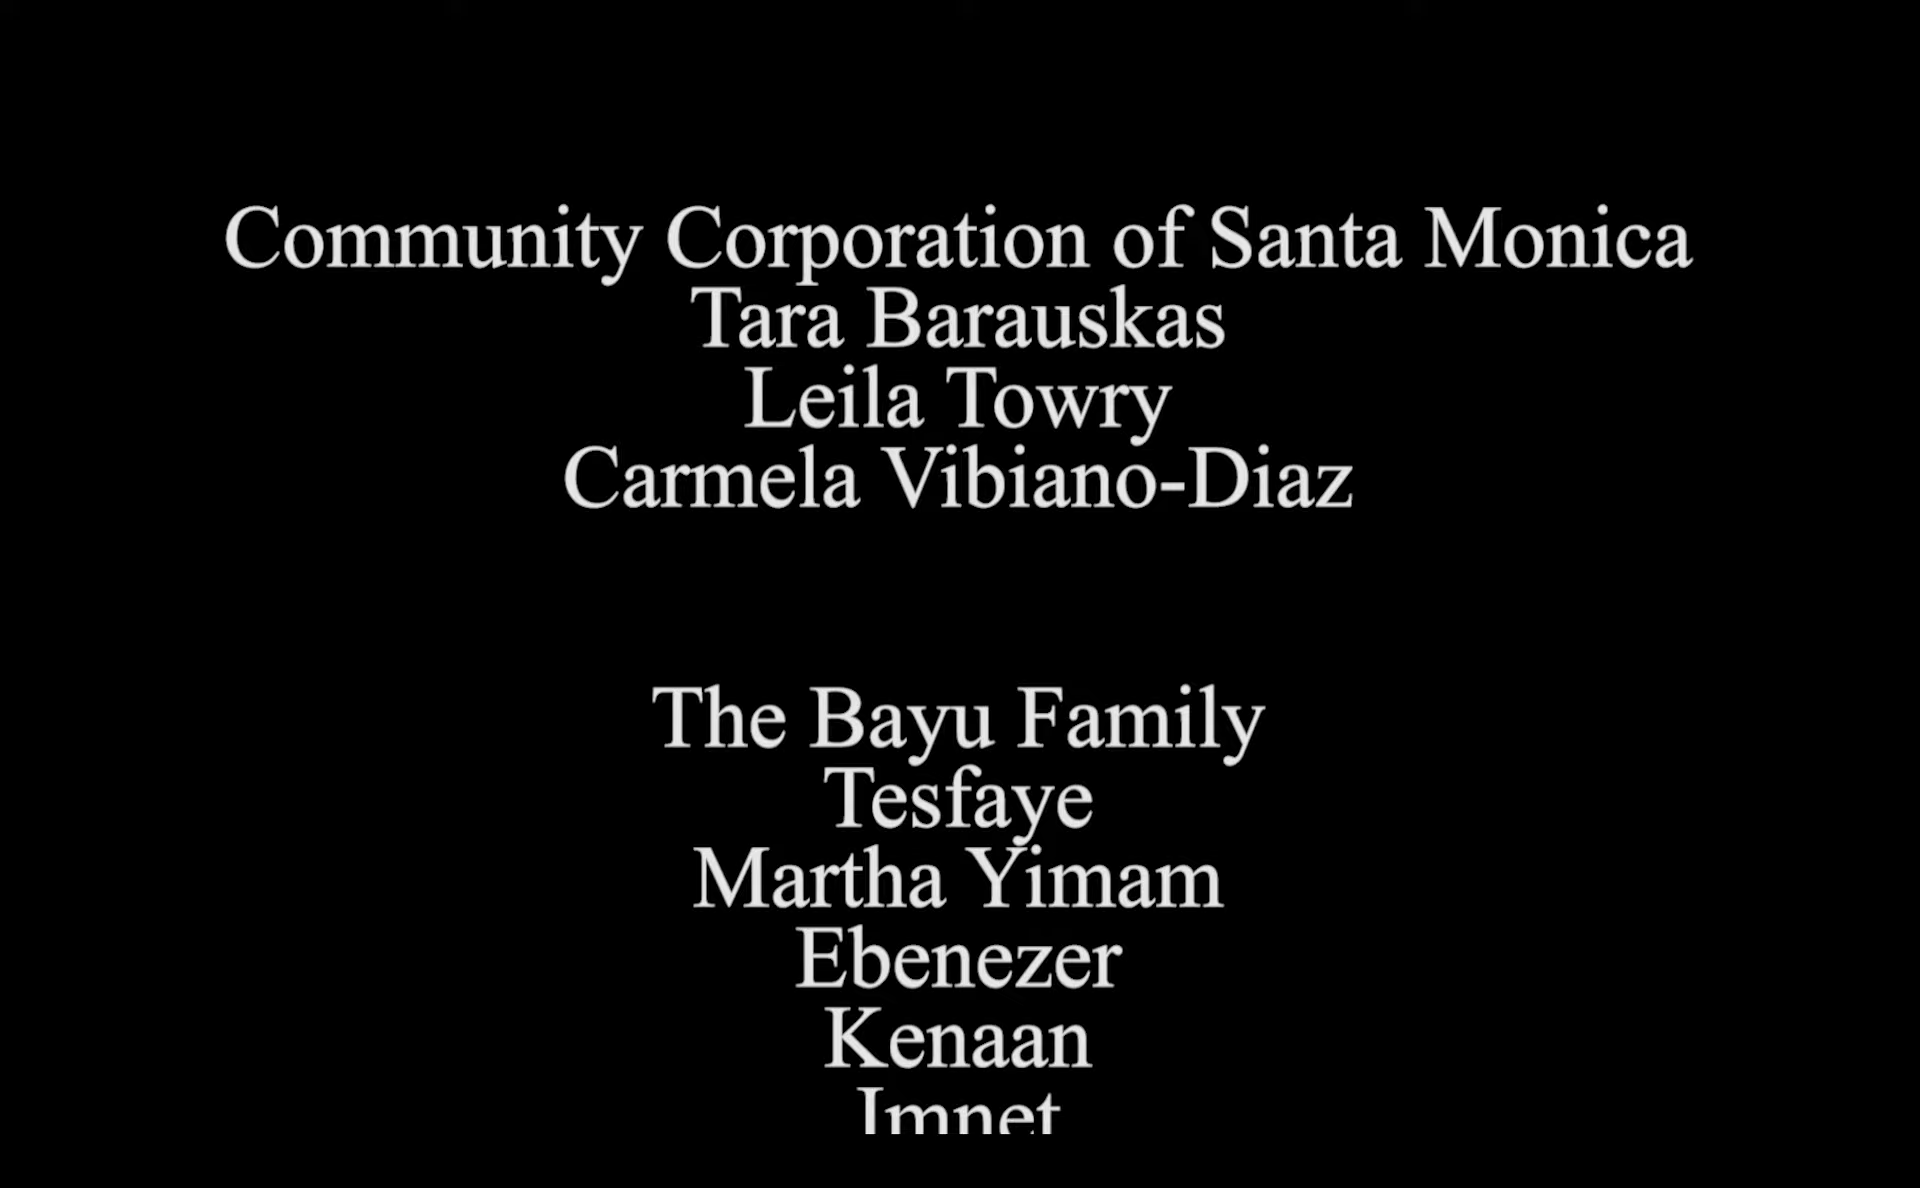 Community Corporation of Santa Monica
Tara Barauskas
Leila Towry
Carmela Vibiano-Diaz
The Bayu Family
Tesfaye
Martha Yimam
Ebenezer
Kenaan
Imnet